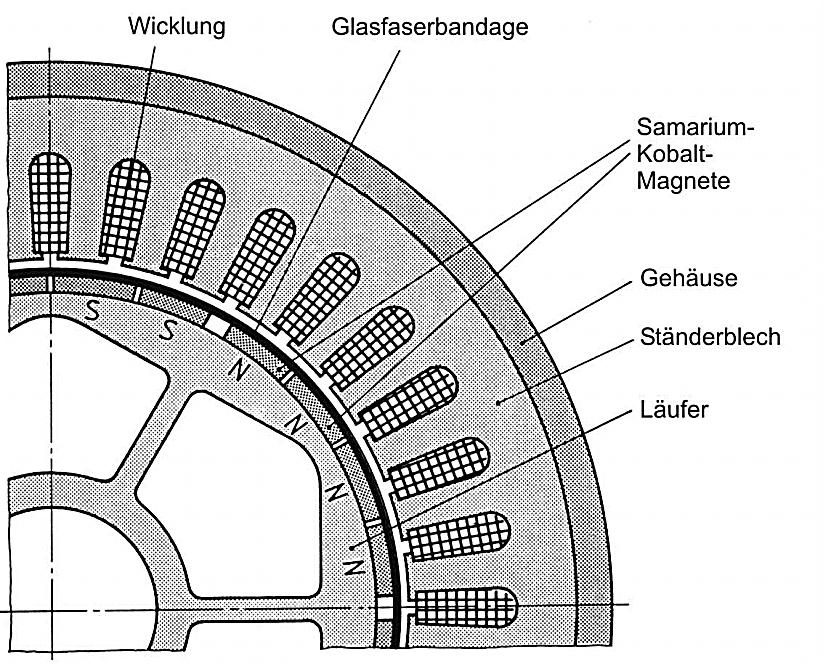 Wicklung
Glasfaserbandage
Samarium-
Kobalt-
Magnete
Gehäuse
Ständerblech
Läufer
S
S
N
N
N
N